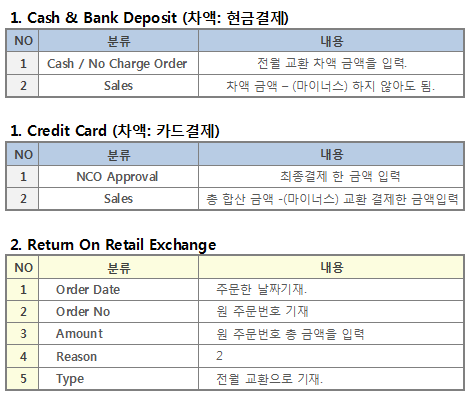 1. Cash & Bank Deposit (차액: 현금결제)
NO 분류 내용
1 Cash / No Charge Order 전월 교환 차액 금액을 입력.
2 Sales 차액 금액 – (마이너스) 하지 않아도 됨.
1. Credit Card (차액: 카드결제)
NO 분류 내용
1 NCO Approval 최종결제 한 금액 입력
2 Sales 총 합산 금액 -(마이너스) 교환 결제한 금액입력
2. Return On Retail Exchange
NO 분류 내용
1 Order Date 주문한 날짜기재.
2 Order No 원 주문번호 기재
3 Amount 원 주문번호 총 금액을 입력
4 Reason 2
5 Type 전월 교환으로 기재.